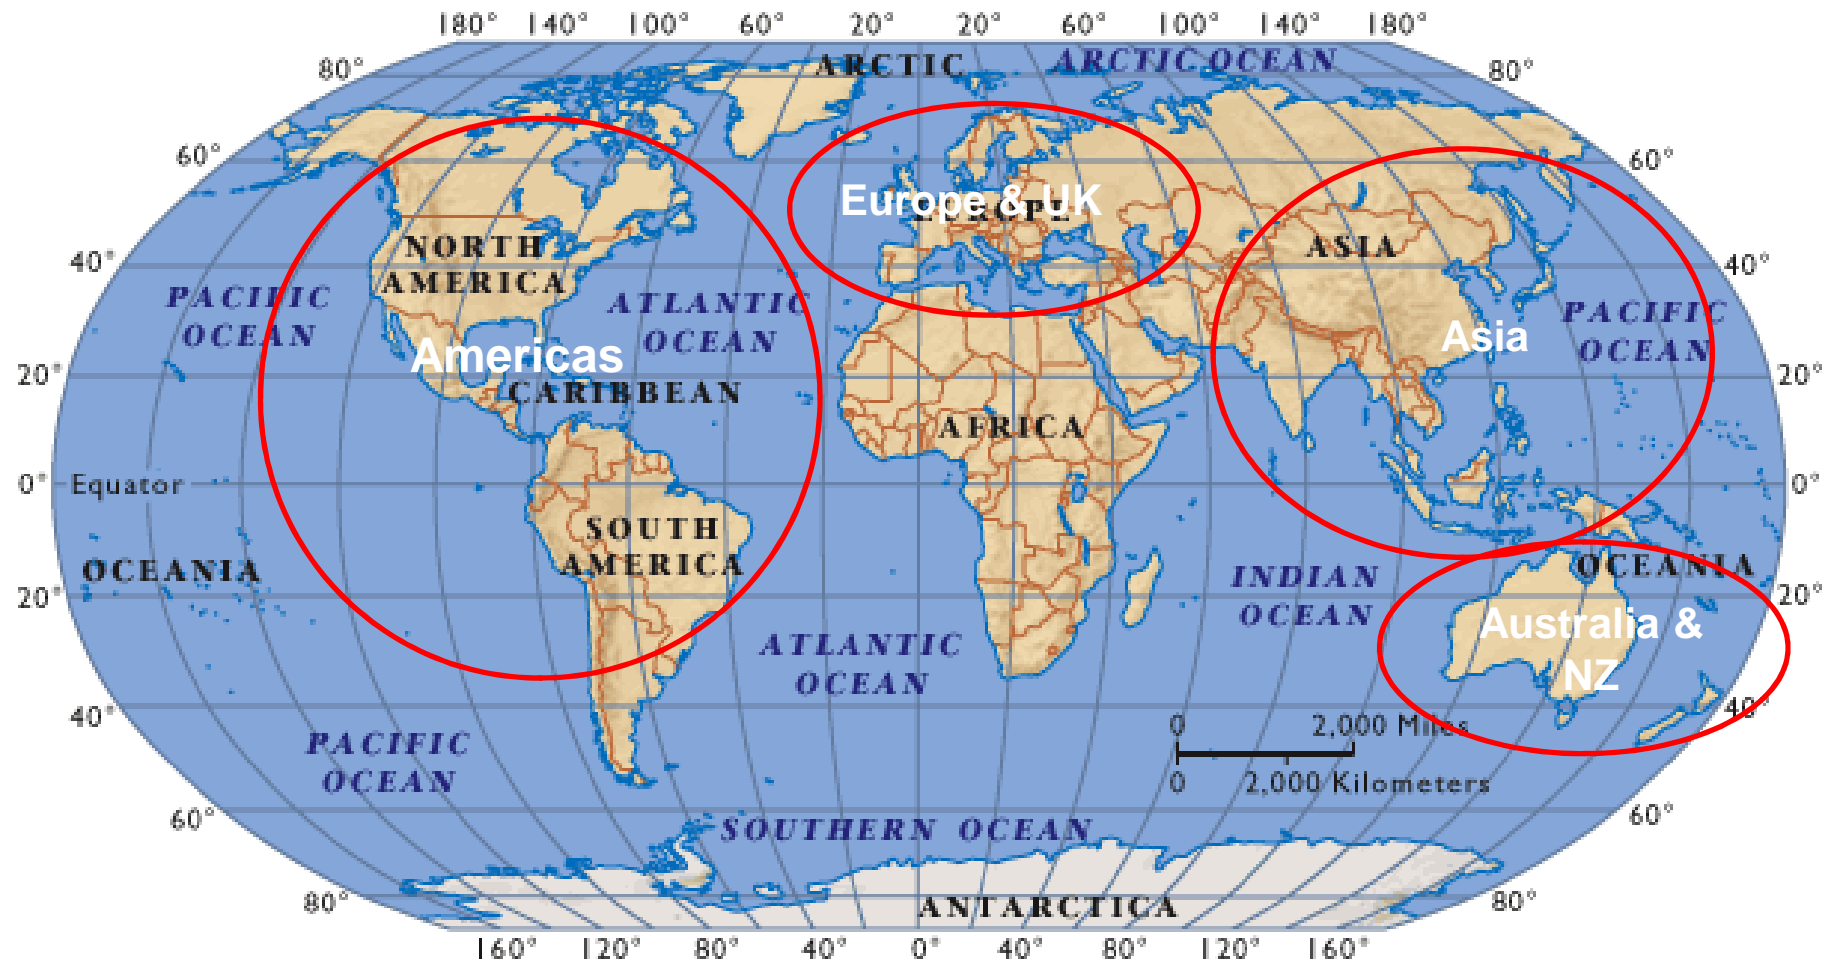 180° 140° 100° 60° 20° 20° 60° 100° 140° 180°
80° ARCTIC ARCTIC OCEAN 80°
60° 60°
Europe & UK
EUROPE
NORTH
AMERICA
ASIA
40° 40°
PACIFIC
OCEAN
ATLANTIC
OCEAN
PACIFIC
OCEAN
Asia
Americas
20° 20°
CARIBBEAN
AFRICA
0° Equator 0°
SOUTH
AMERICA
OCEANIA
OCEANIA
INDIAN
OCEAN
20° 20°
Australia &
NZ
ATLANTIC
OCEAN
40° 40°
0 2,000 Miles
0 2,000 Kilometers
PACIFIC
OCEAN
60° 60°
SOUTHERN OCEAN
80° 80°
ANTARCTICA
160° 120° 80° 40° 0° 40° 80° 120° 160°